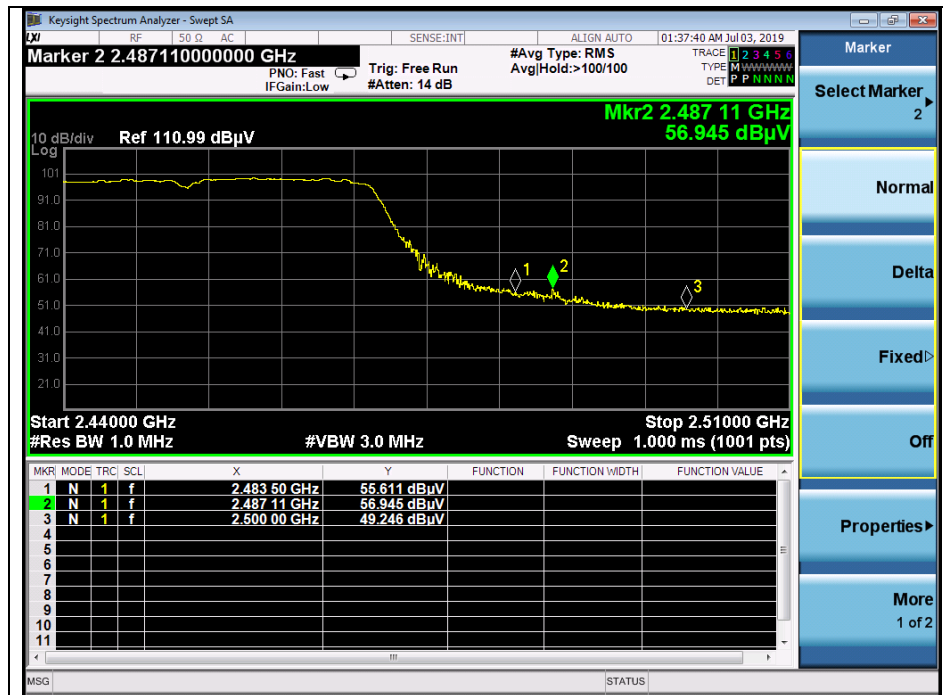 Keysight Spectrum Analyzer - Swept SA
LXI RF 50 Ω AC SENSE:INT ALIGN AUTO 01:37:40 AM Jul 03, 2019
Marker 2 2.487110000000 GHz
PNO: Fast
IFGain:Low
Trig: Free Run
#Atten: 14 dB
#Avg Type: RMS
Avg|Hold:>100/100
TRACE 1 2 3 4 5 6
TYPE M WWWWW
DET P P N N N N
Mkr2 2.487 11 GHz
56.945 dBµV
10 dB/div Ref 110.99 dBµV
Log
101
91.0
81.0
71.0
61.0
51.0
41.0
31.0
21.0
1
2
3
Start 2.44000 GHz Stop 2.51000 GHz
#Res BW 1.0 MHz #VBW 3.0 MHz Sweep 1.000 ms (1001 pts)
MKR MODE TRC SCL X Y FUNCTION FUNCTION WIDTH FUNCTION VALUE
1 N 1 f 2.483 50 GHz 55.611 dBµV
2 N 1 f 2.487 11 GHz 56.945 dBµV
3 N 1 f 2.500 00 GHz 49.246 dBµV
4
5
6
7
8
9
10
11
MSG STATUS
Marker
Select Marker
2
Normal
Delta
Fixed
Off
Properties
More
1 of 2